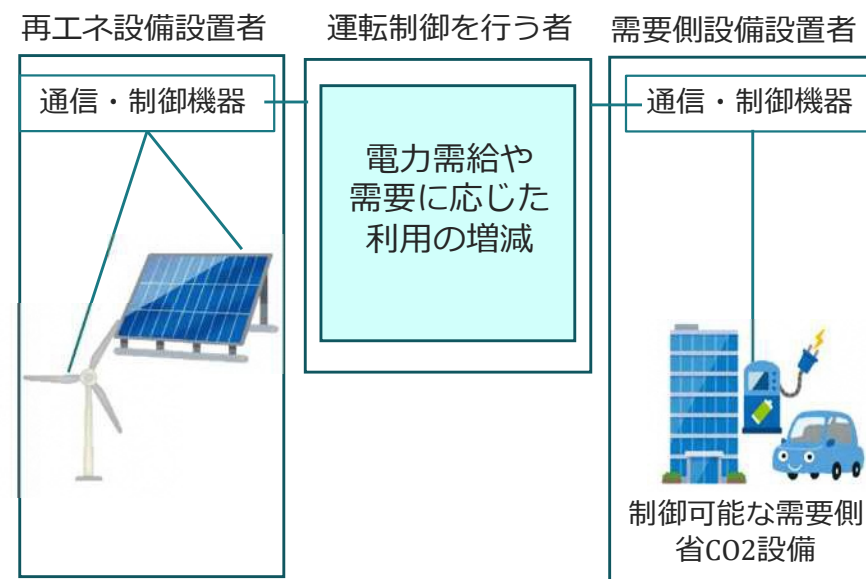 再エネ設備設置者
運転制御を行う者
需要側設備設置者
通信・制御機器
電力需給や
需要に応じた
利用の増減
通信・制御機器
制御可能な需要側
省CO2設備